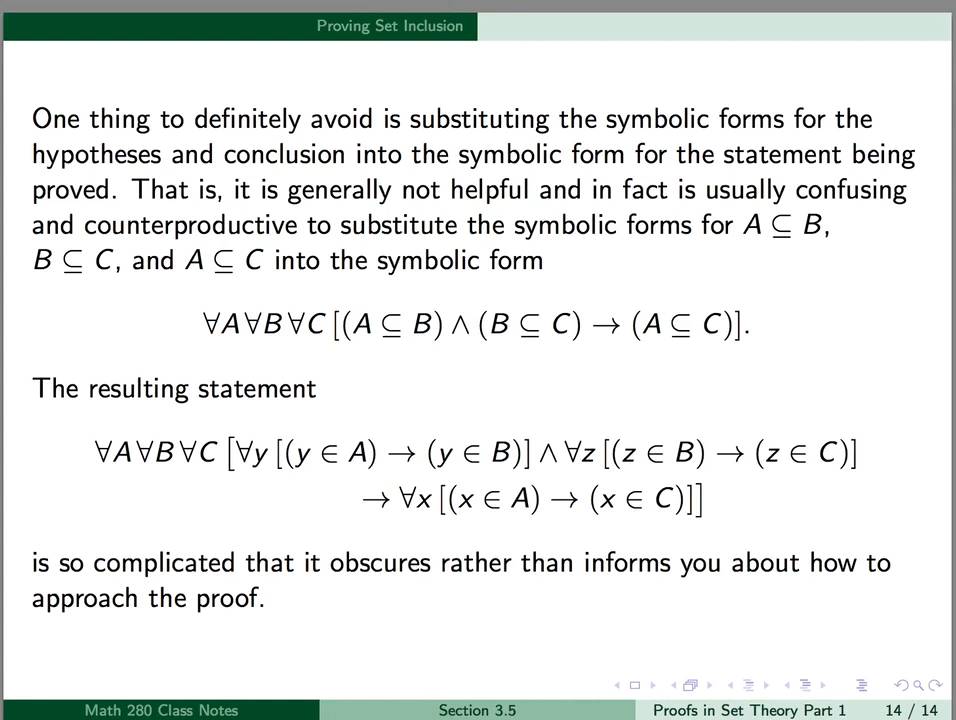 Proving Set Inclusion
One thing to definitely avoid is substituting the symbolic forms for the
hypotheses and conclusion into the symbolic form for the statement being
proved. That is, it is generally not helpful and in fact is usually confusing
and counterproductive to substitute the symbolic forms for A ⊆ B,
B ⊆ C, and A ⊆ C into the symbolic form
∀A ∀B ∀C [(A ⊆ B) ∧ (B ⊆ C) → (A ⊆ C)].
The resulting statement
∀A ∀B ∀C [∀y [(y ∈ A) → (y ∈ B)] ∧ ∀z [(z ∈ B) → (z ∈ C)]
→ ∀x [(x ∈ A) → (x ∈ C)]]
is so complicated that it obscures rather than informs you about how to
approach the proof.
Math 280 Class Notes Section 3.5 Proofs in Set Theory Part 1 14 / 14